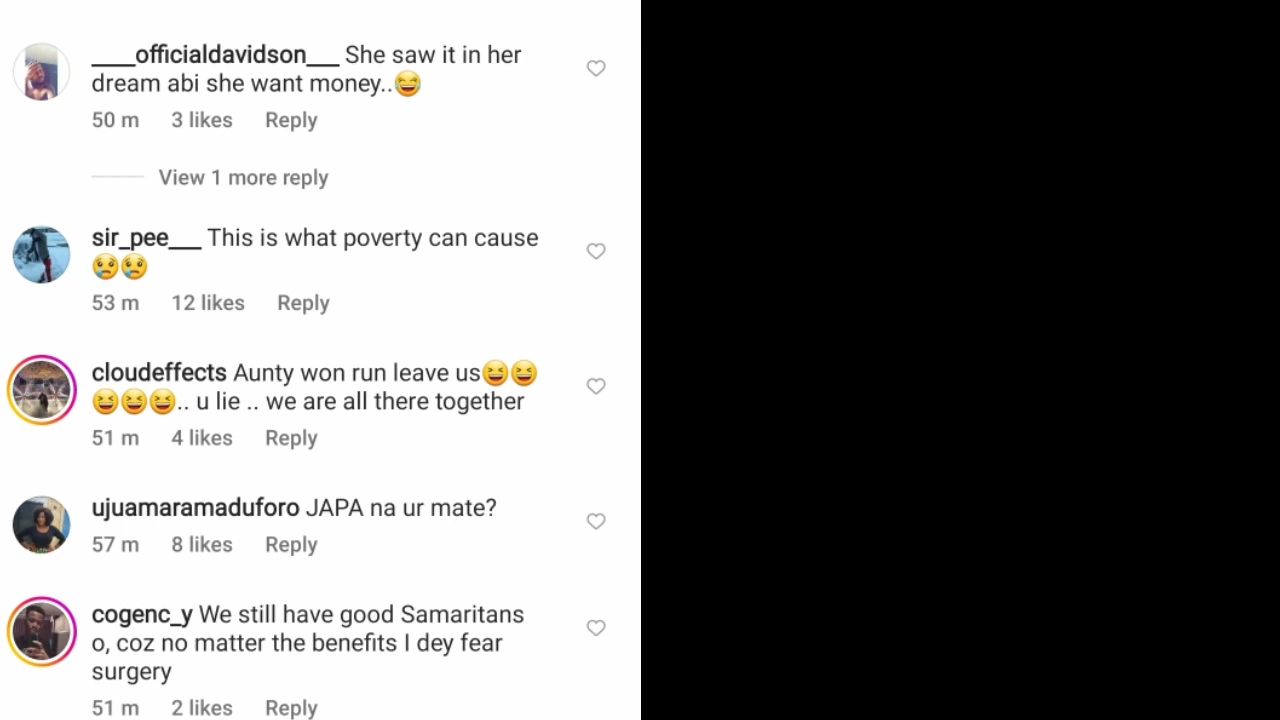 ____officialdavidson___ She saw it in her
dream abi she want money..😂
50 m 3 likes Reply
View 1 more reply
sir_pee___ This is what poverty can cause
😢😢
53 m 12 likes Reply
cloudeffects Aunty won run leave us😆😆
😆😆😆.. u lie .. we are all there together
51 m 4 likes Reply
ujuamaramaduforo JAPA na ur mate?
57 m 8 likes Reply
cogenc_y We still have good Samaritans
o, coz no matter the benefits I dey fear
surgery
51 m 2 likes Reply